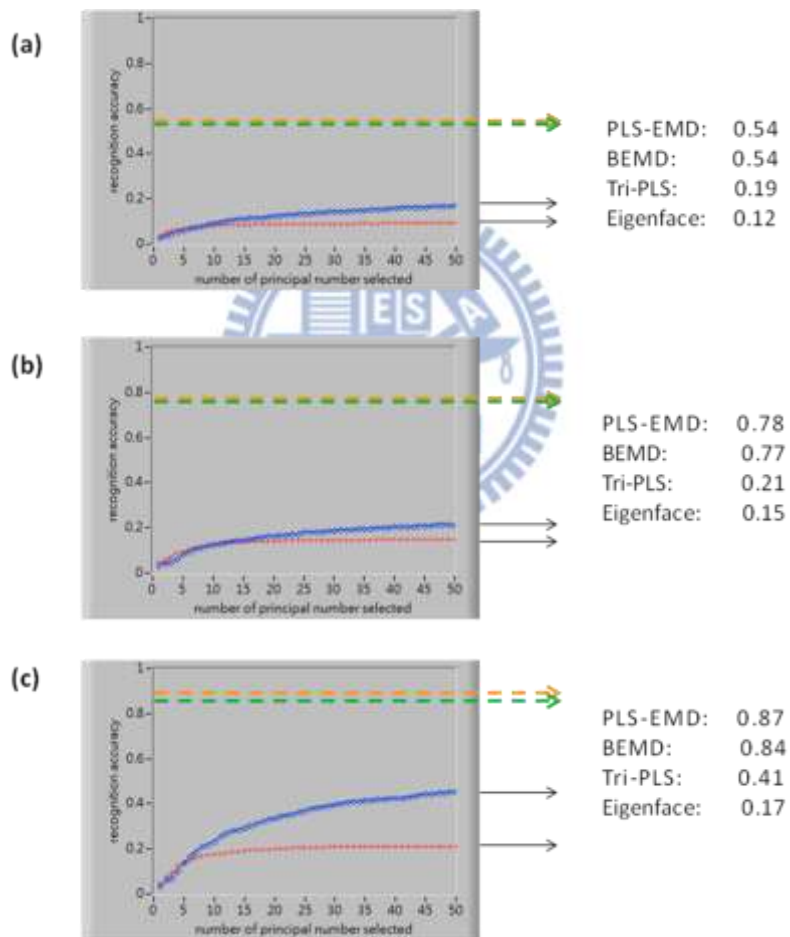 (a)
recognition accuracy
1
0.8
0.6
0.4
0.2
0
0 5 10 15 20 25 30 35 40 45 50
number of principal number selected
PLS-EMD: 0.54
BEMD: 0.54
Tri-PLS: 0.19
Eigenface: 0.12
ESA
(b)
recognition accuracy
1
0.8
0.6
0.4
0.2
0
0 5 10 15 20 25 30 35 40 45 50
number of principal number selected
PLS-EMD: 0.78
BEMD: 0.77
Tri-PLS: 0.21
Eigenface: 0.15
(c)
recognition accuracy
1
0.8
0.6
0.4
0.2
0
0 5 10 15 20 25 30 35 40 45 50
number of principal number selected
PLS-EMD: 0.87
BEMD: 0.84
Tri-PLS: 0.41
Eigenface: 0.17